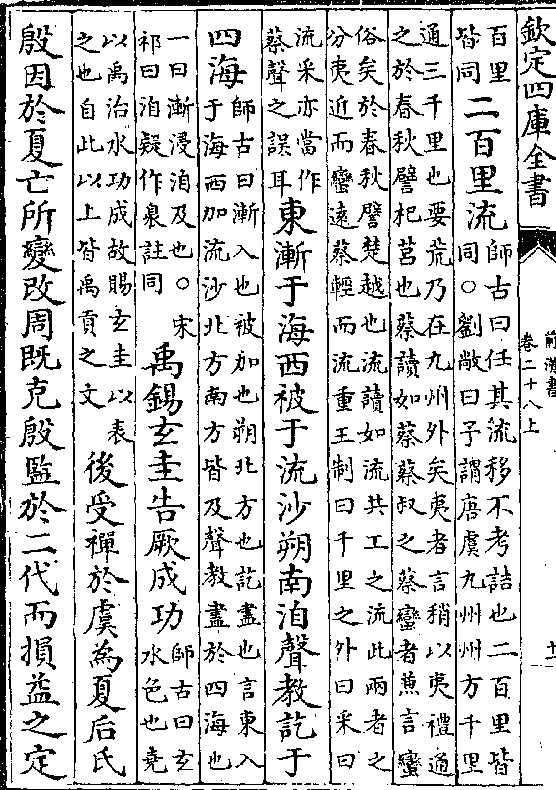 欽定四庫全書
前漢書
卷二十八上
十一
百里
皆同
二百里流
師古曰任其流移不考詰也二百里皆
同○劉敞曰子謂唐虞九州州方千里
通三千里也要荒乃在九州外矣夷者言稍以夷禮通
之於春秋譬杞莒也蔡讀如蔡蔡叔之蔡蠻者蕉言蠻
俗矣於春秋譬楚越也流讀如流共工之流此兩者之
分夷近而蠻遠蔡輕而流重王制曰千里之外曰采曰
流采亦當作
蔡聲之誤耳
東漸于海西被于流沙朔南洎聲教訖于
四海
師古曰漸入也被加也朔北方也訖盡也言東入
于海西加流沙北方南方皆及聲教盡於四海也
一曰漸浸洎及也○宋
祁曰洎疑作臮註同
禹錫玄圭告厥成功
師古曰玄
水色也堯
以禹治水功成故賜玄圭以表
之也自此以上皆禹貢之文
後受禪於虞為夏后氏
殷因於夏亡所變改周既克殷監於二代而損益之定